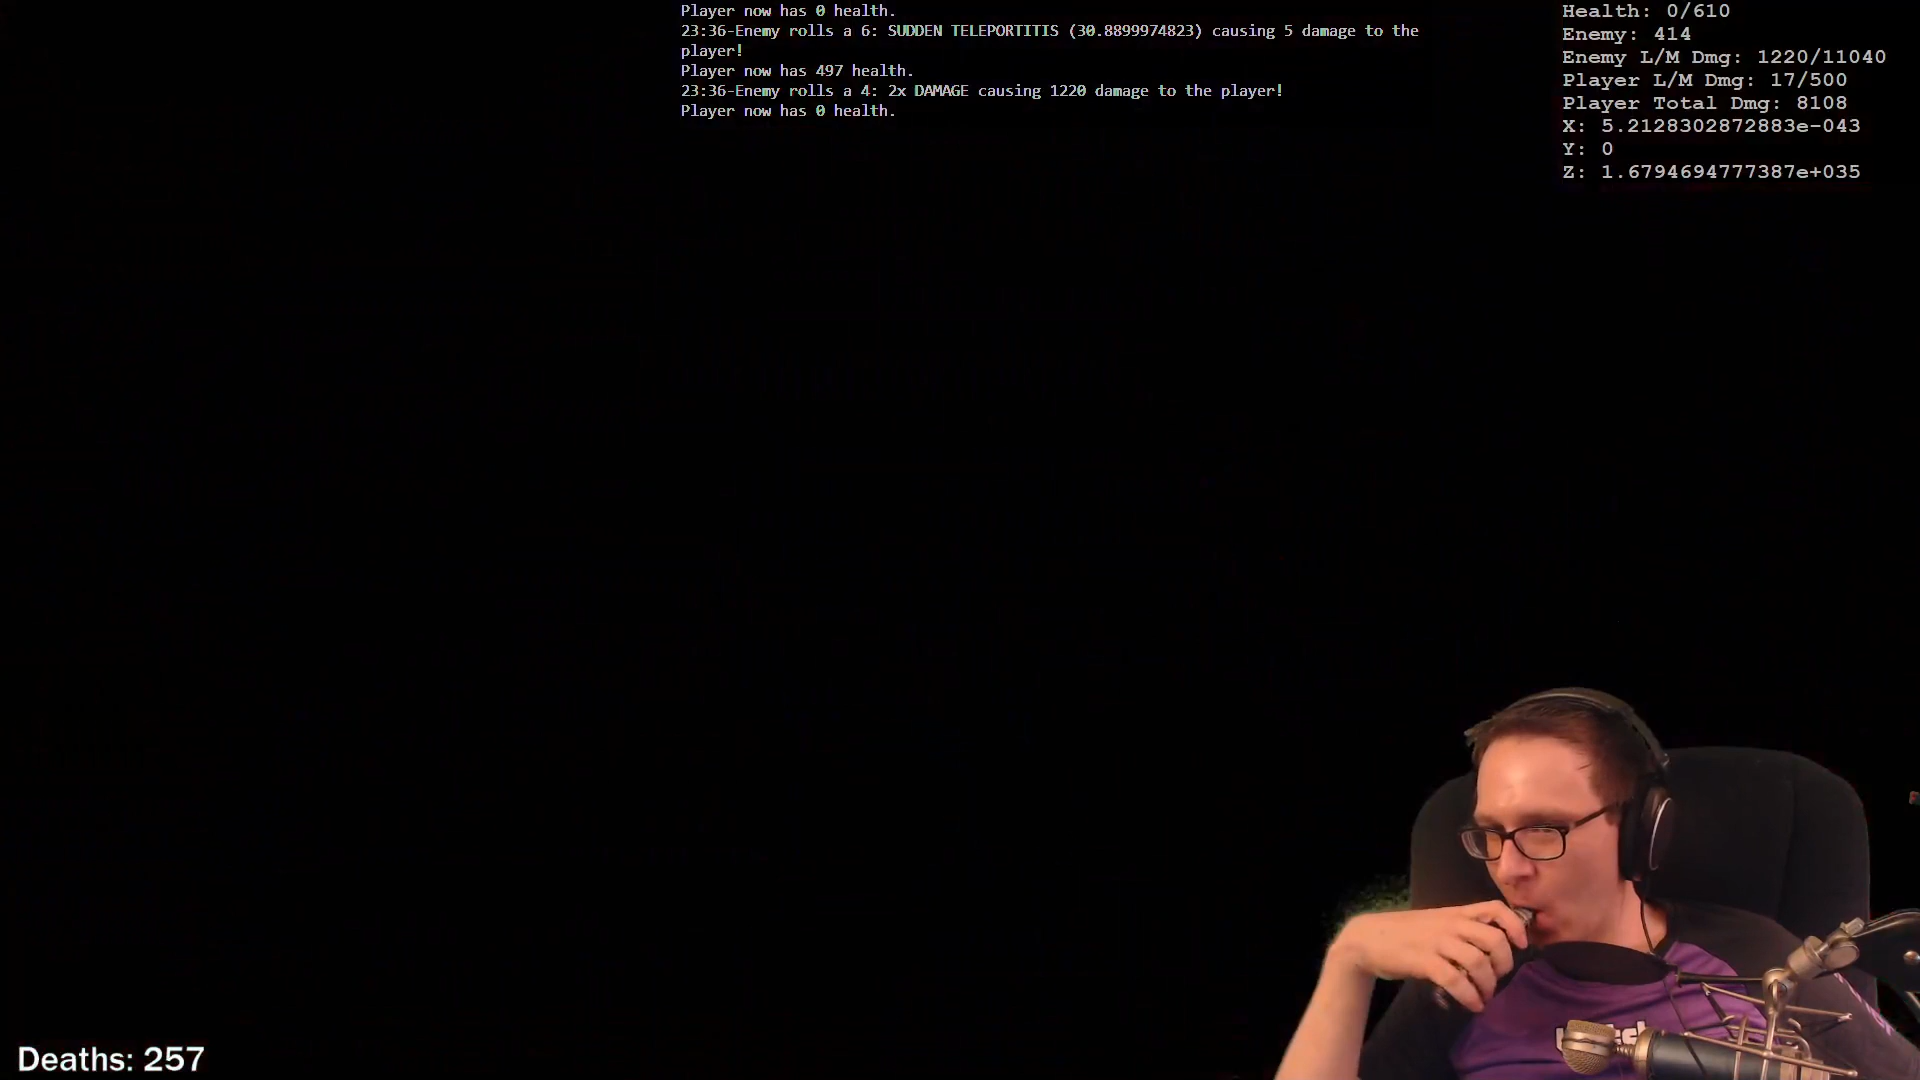 Player now has 0 health.
23:36-Enemy rolls a 6: SUDDEN TELEPORTITIS (30.8899974823) causing 5 damage to the
player!
Player now has 497 health.
23:36-Enemy rolls a 4: 2x DAMAGE causing 1220 damage to the player!
Player now has 0 health.
Health: 0/610
Enemy: 414
Enemy L/M Dmg: 1220/11040
Player L/M Dmg: 17/500
Player Total Dmg: 8108
X: 5.2128302872883e-043
Y: 0
Z: 1.6794694777387e+035
Deaths: 257